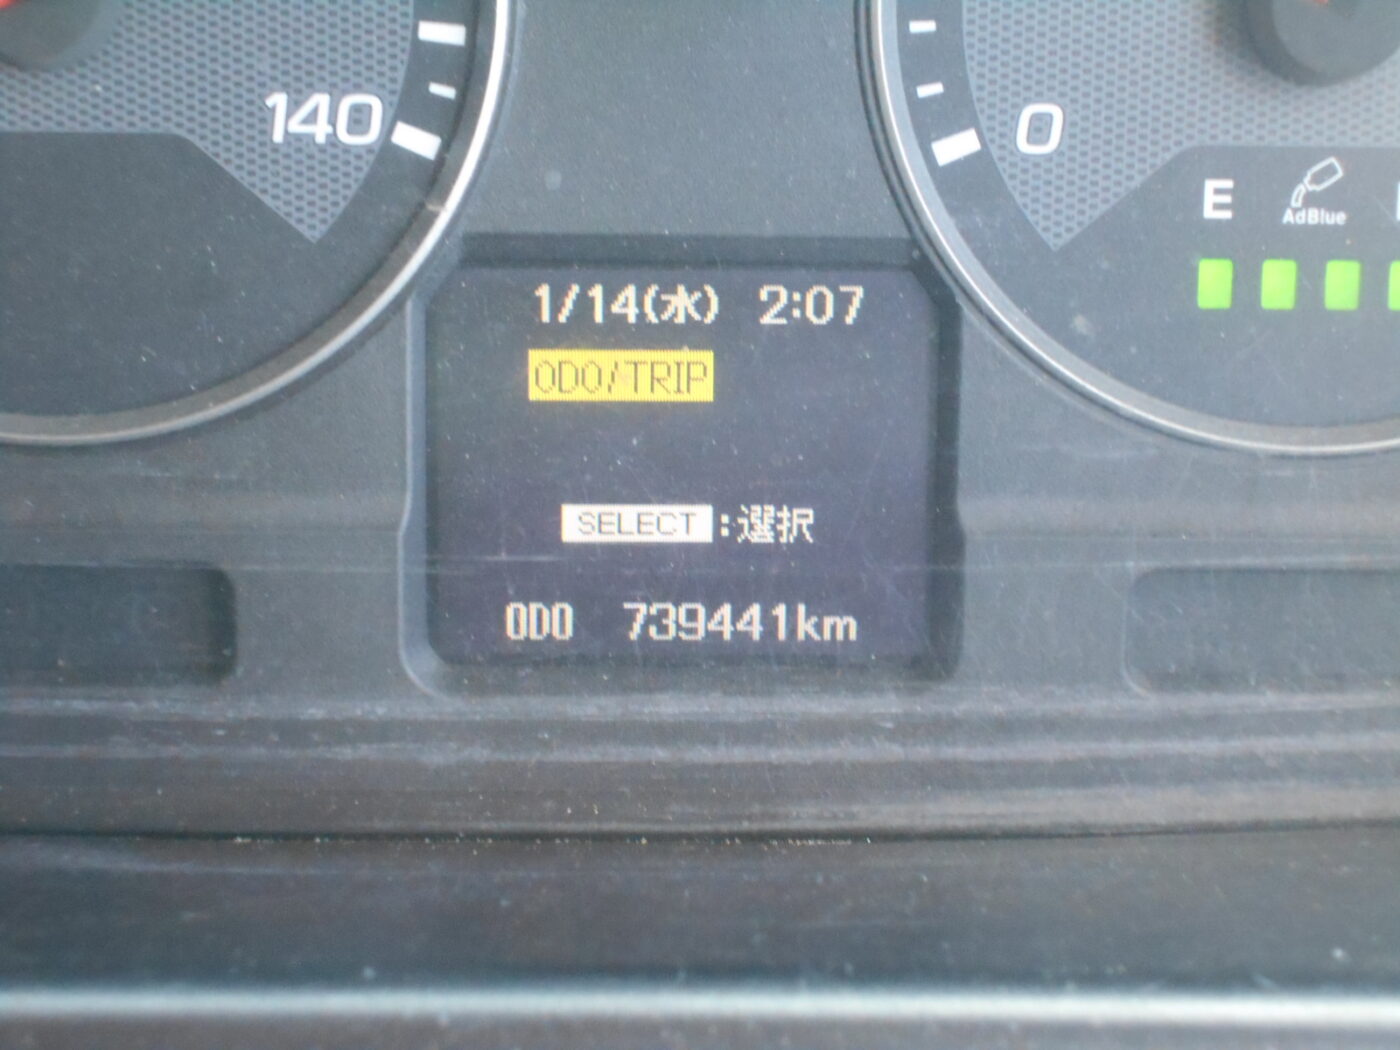 140
0
E
AdBlue
1/14(水) 2:07
ODO/TRIP
SELECT:選択
ODO 739441km